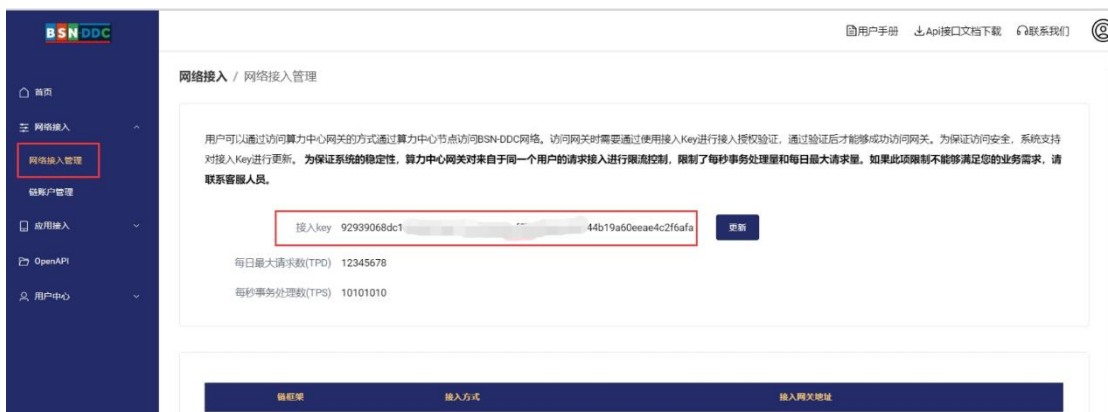 BSN DDC
用户手册 Api接口文档下载 联系我们
网络接入 / 网络接入管理
首页
网络接入
网络接入管理
链账户管理
应用接入
OpenAPI
用户中心
用户可以通过访问算力中心网关的方式通过算力中心节点访问BSN-DDC网络。访问网关时需要通过使用接入Key进行接入授权验证，通过验证后才能够成功访问网关。为保证访问安全，系统支持
对接入Key进行更新。为保证系统的稳定性，算力中心网关对来自于同一个用户的请求接入进行限流控制，限制了每秒事务处理量和每日最大请求量。如果此项限制不能够满足您的业务需求，请
联系客服人员。
接入key 92939068dc1 44b19a60eeae4c2f6afa 更新
每日最大请求数(TPD) 12345678
每秒事务处理数(TPS) 10101010
链框架 接入方式 接入网关地址